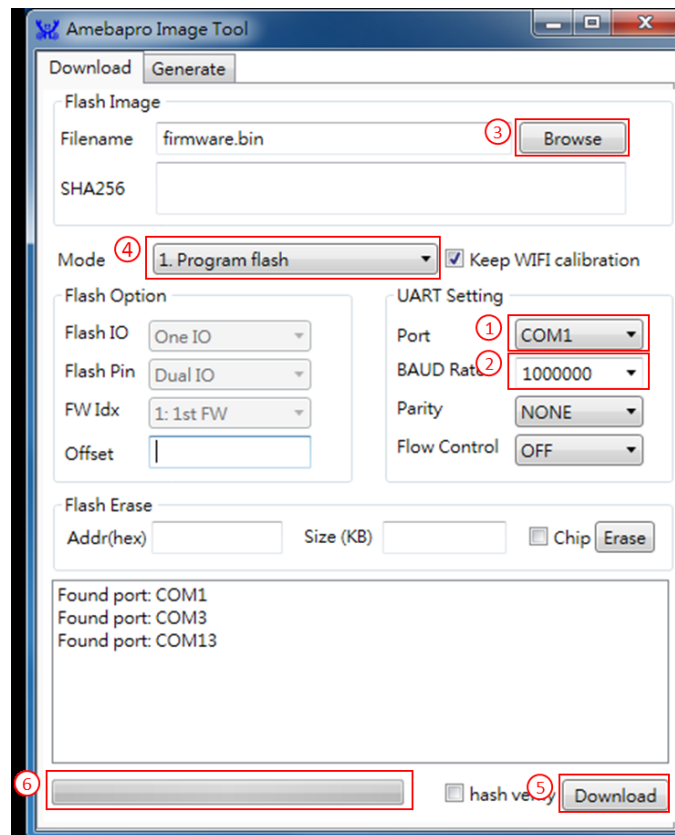 Amebapro Image Tool
Download Generate
Flash Image
Filename firmware.bin 3 Browse
SHA256
Mode 4 1. Program flash Keep WIFI calibration
Flash Option UART Setting
Flash IO One IO Port 1 COM1
Flash Pin Dual IO BAUD Rate 2 1000000
FW Idx 1: 1st FW Parity NONE
Offset Flow Control OFF
Flash Erase
Addr(hex) Size (KB) Chip Erase
Found port: COM1
Found port: COM3
Found port: COM13
6 hash verify 5 Download